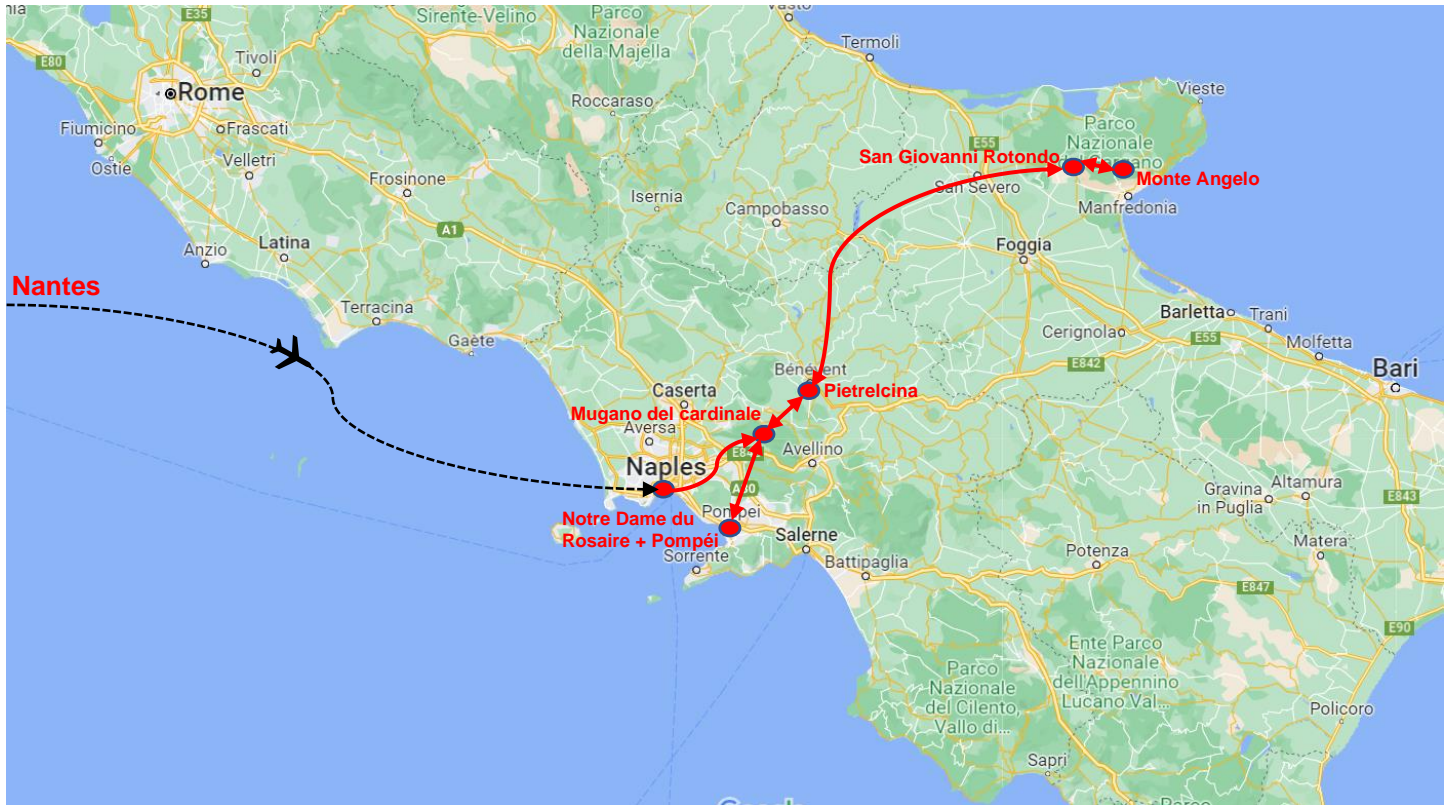 nia
E35
Sirente-Velino
Parco
Nazionale
della Majella
Vasto
Termoli
E80
Tivoli
Rome
Roccaraso
Vieste
Fiumicino
Frascati
Ostie
Velletri
Frosinone
Isernia
Campobasso
E55
Parco
Nazionale
San Giovanni Rotondo
San Severo
Monte Angelo
Manfredonia
A1
Anzio
Latina
Foggia
Nantes
Terracina
Gaète
Barletta
Trani
Cerignola
E55
Molfetta
Bari
E842
Bénévent
Pietrelcina
Caserta
Mugano del cardinale
Aversa
Avellino
Naples
A30
Gravina
in Puglia
Altamura
E843
Notre Dame du
Rosaire + Pompéi
Pompei
Salerne
Sorrente
Battipaglia
Potenza
Matera
E847
E90
Ente Parco
Nazionale
dell'Appennino
Lucano Val...
Parco
Nazionale
del Cilento,
Vallo di...
Policoro
Sapri